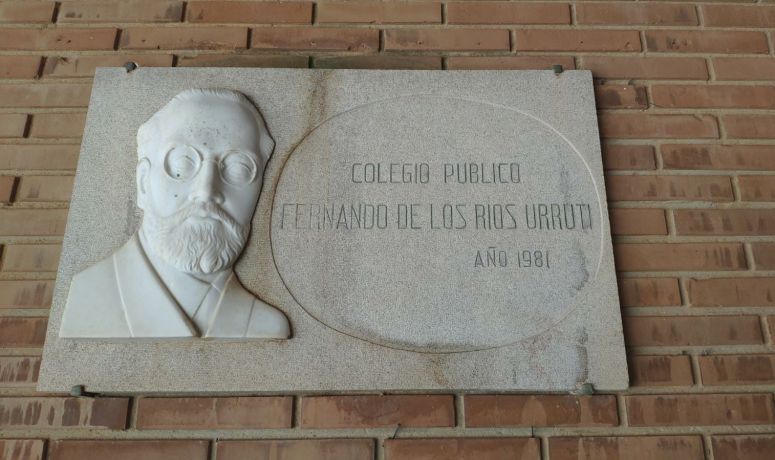 COLEGIO PUBLICO
FERNANDO DE LOS RIOS URRUTI
AÑO 1981